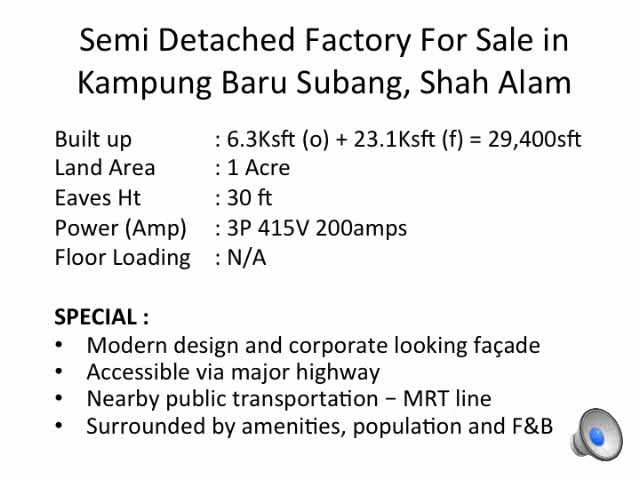 Semi Detached Factory For Sale in
Kampung Baru Subang, Shah Alam
Built up : 6.3Ksft (o) + 23.1Ksft (f) = 29,400sft
Land Area : 1 Acre
Eaves Ht : 30 ft
Power (Amp) : 3P 415V 200amps
Floor Loading : N/A
SPECIAL :
• Modern design and corporate looking façade
• Accessible via major highway
• Nearby public transportation – MRT line
• Surrounded by amenities, population and F&B